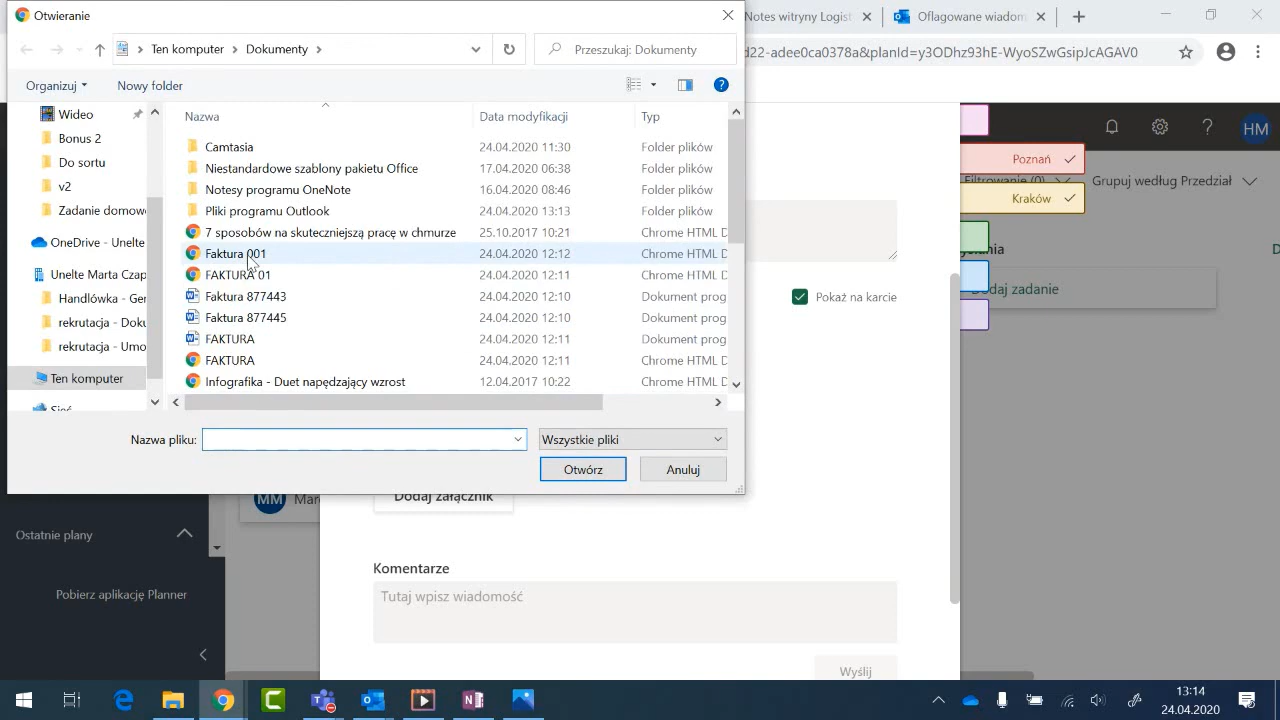 Otwieranie
Notes witryny Logist
Oflagowane wiadom
Ten komputer
Dokumenty
Przeszukaj: Dokumenty
d22-adee0ca0378a&planId=y3ODhz93hE-WyoSZwGsipJcAGAV0
Organizuj
Nowy folder
Nazwa
Data modyfikacji
Typ
Wideo
Bonus 2
Do sortu
v2
Zadanie domow
OneDrive - Unelte
Unelte Marta Czap
Handlówka - Ger
rekrutacja - Doku
rekrutacja - Umo
Ten komputer
Sieć
Camtasia 24.04.2020 11:30 Folder plików
Niestandardowe szablony pakietu Office 17.04.2020 06:38 Folder plików
Notesy programu OneNote 16.04.2020 08:46 Folder plików
Pliki programu Outlook 24.04.2020 13:13 Folder plików
7 sposobów na skuteczniejszą pracę w chmurze 25.10.2017 10:21 Chrome HTML D
Faktura 001 24.04.2020 12:12 Chrome HTML D
FAKTURA 01 24.04.2020 12:11 Chrome HTML D
Faktura 877443 24.04.2020 12:10 Dokument prog
Faktura 877445 24.04.2020 12:10 Dokument prog
FAKTURA 24.04.2020 12:11 Dokument prog
FAKTURA 24.04.2020 12:11 Chrome HTML D
Infografika - Duet napędzający wzrost 12.04.2017 10:22 Chrome HTML D
Nazwa pliku:
Wszystkie pliki
Otwórz
Anuluj
HM
Poznań
Filtrowanie (0)
Grupuj według Przedział
Kraków
Dodaj zadanie
Pokaż na karcie
MM Marc
Dodaj załącznik
Ostatnie plany
Pobierz aplikację Planner
Komentarze
Tutaj wpisz wiadomość
Wyślij
13:14
24.04.2020